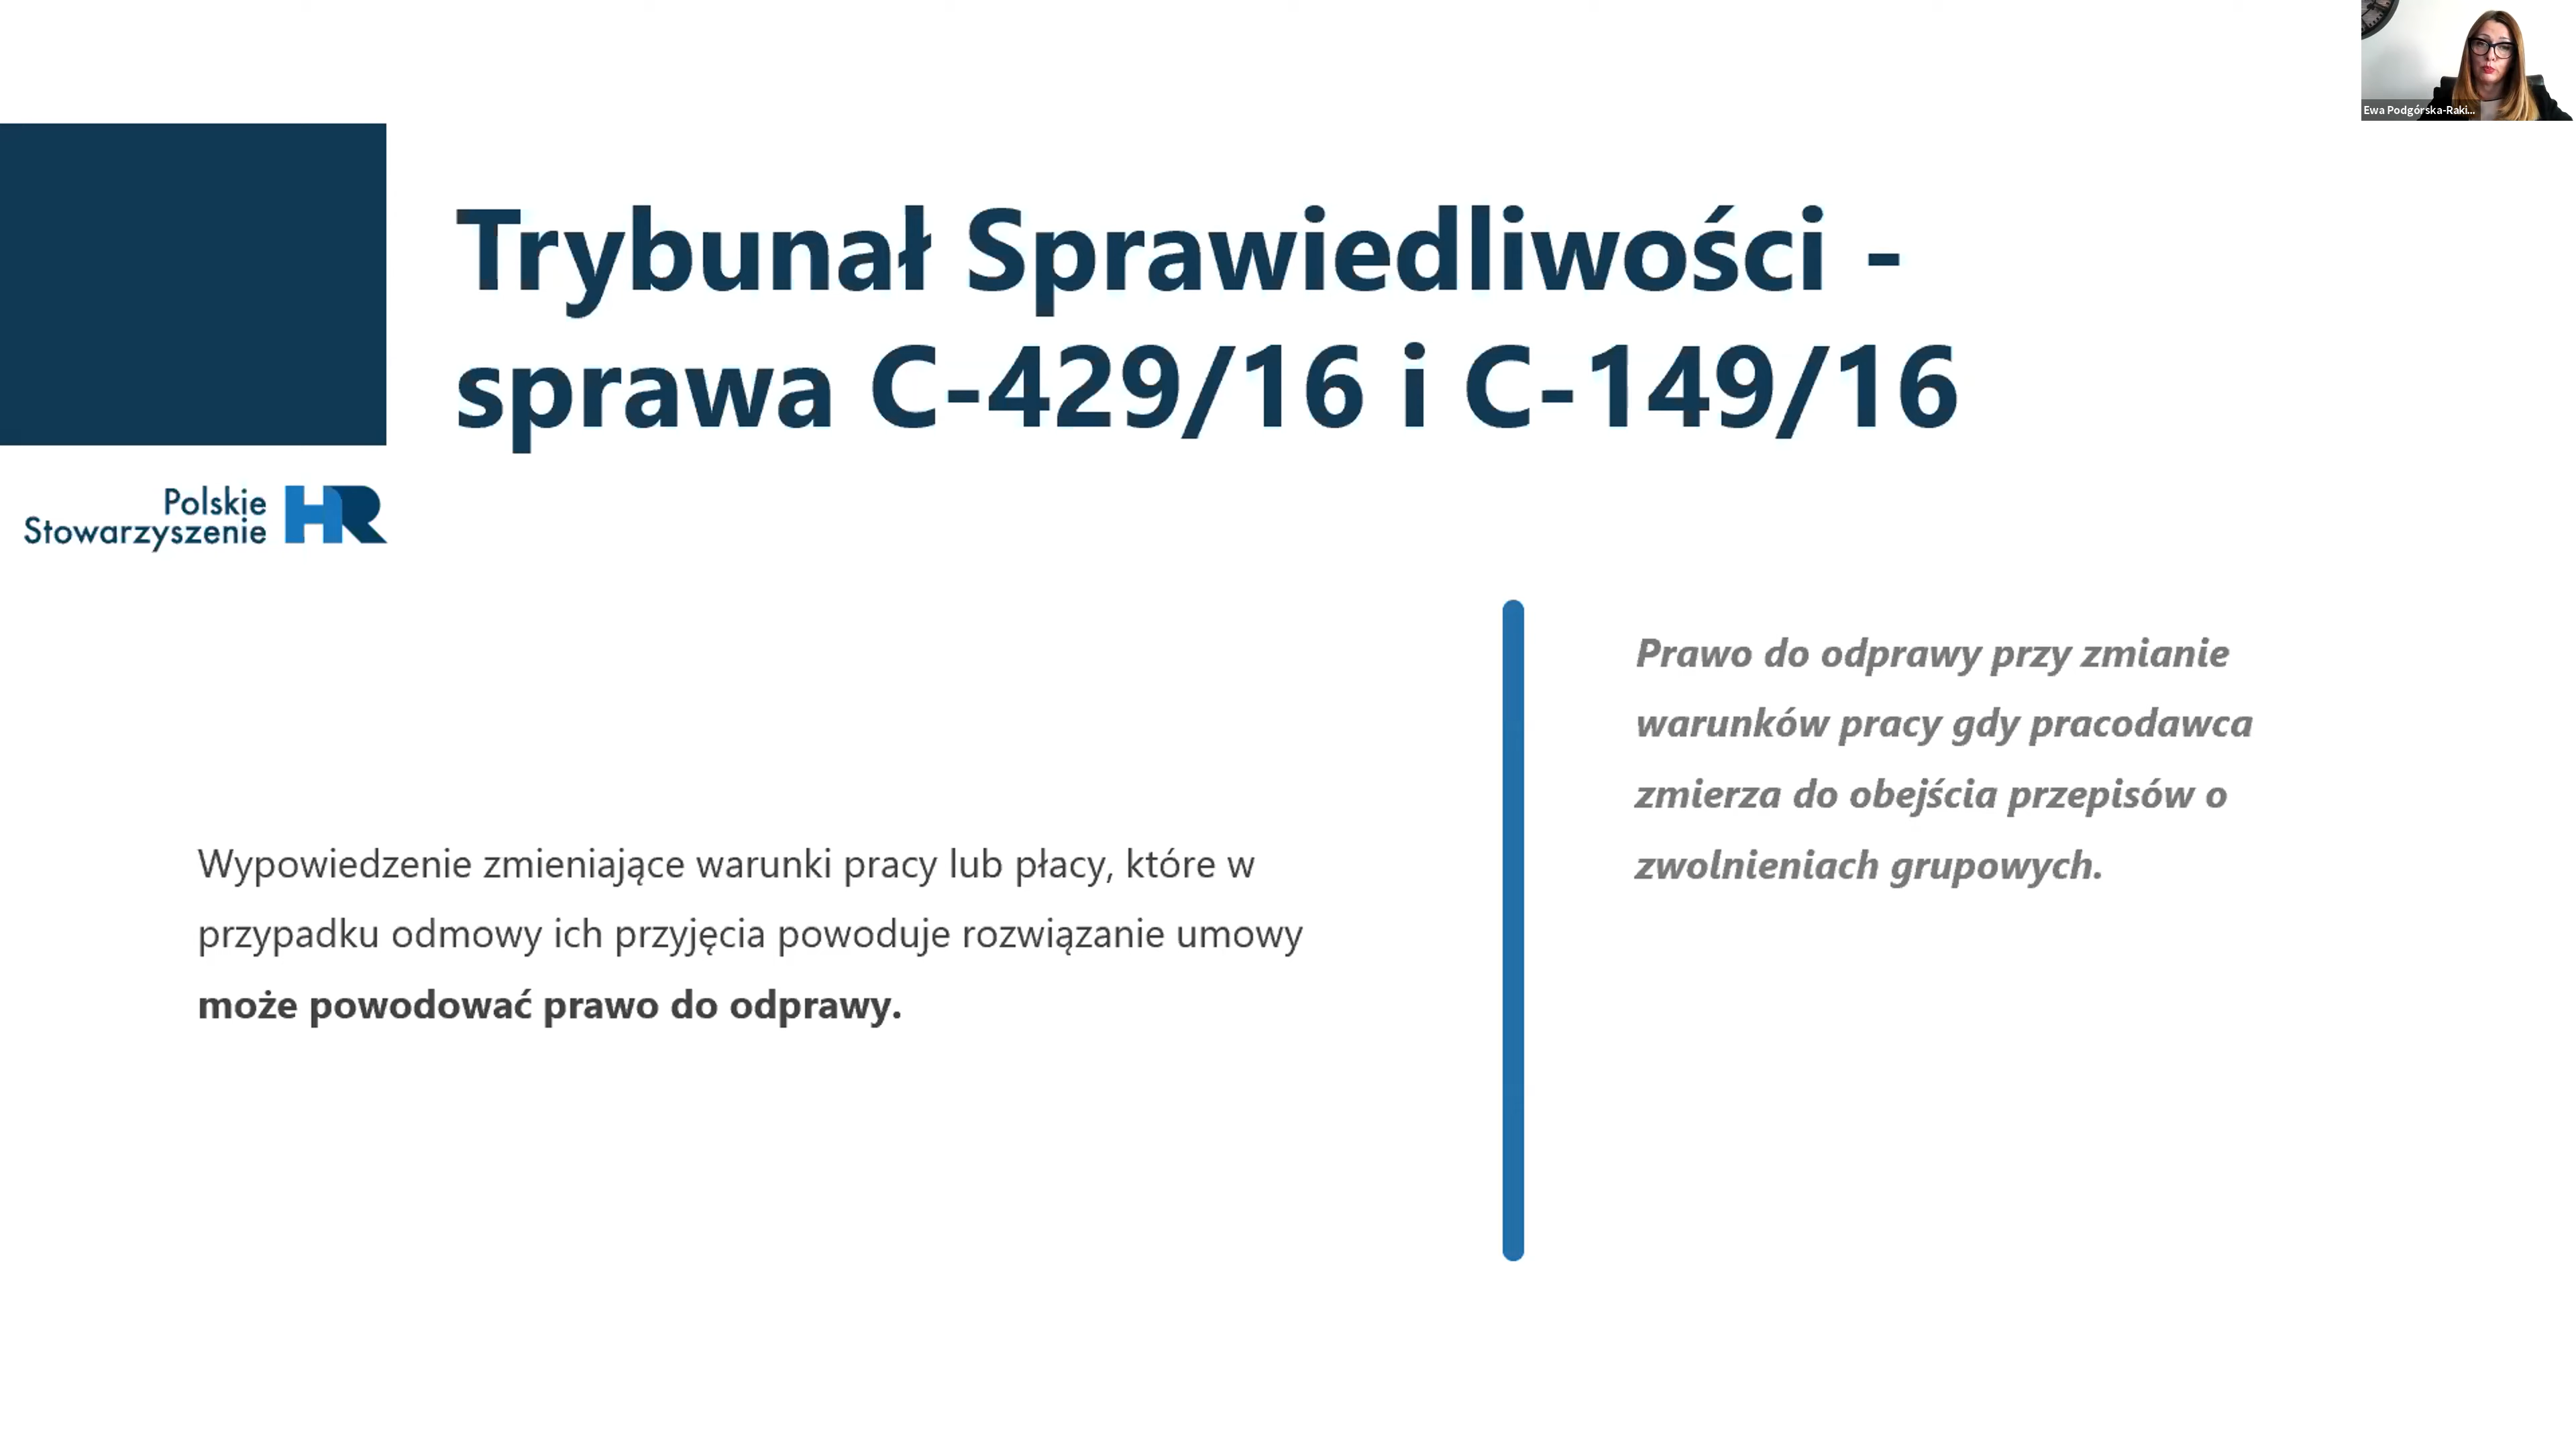 Ewa Podgórska-Raki...
Trybunał Sprawiedliwości -
sprawa C-429/16 i C-149/16
Polskie
Stowarzyszenie HR
Wypowiedzenie zmieniające warunki pracy lub płacy, które w
przypadku odmowy ich przyjęcia powoduje rozwiązanie umowy
może powodować prawo do odprawy.
Prawo do odprawy przy zmianie
warunków pracy gdy pracodawca
zmierza do obejścia przepisów o
zwolnieniach grupowych.